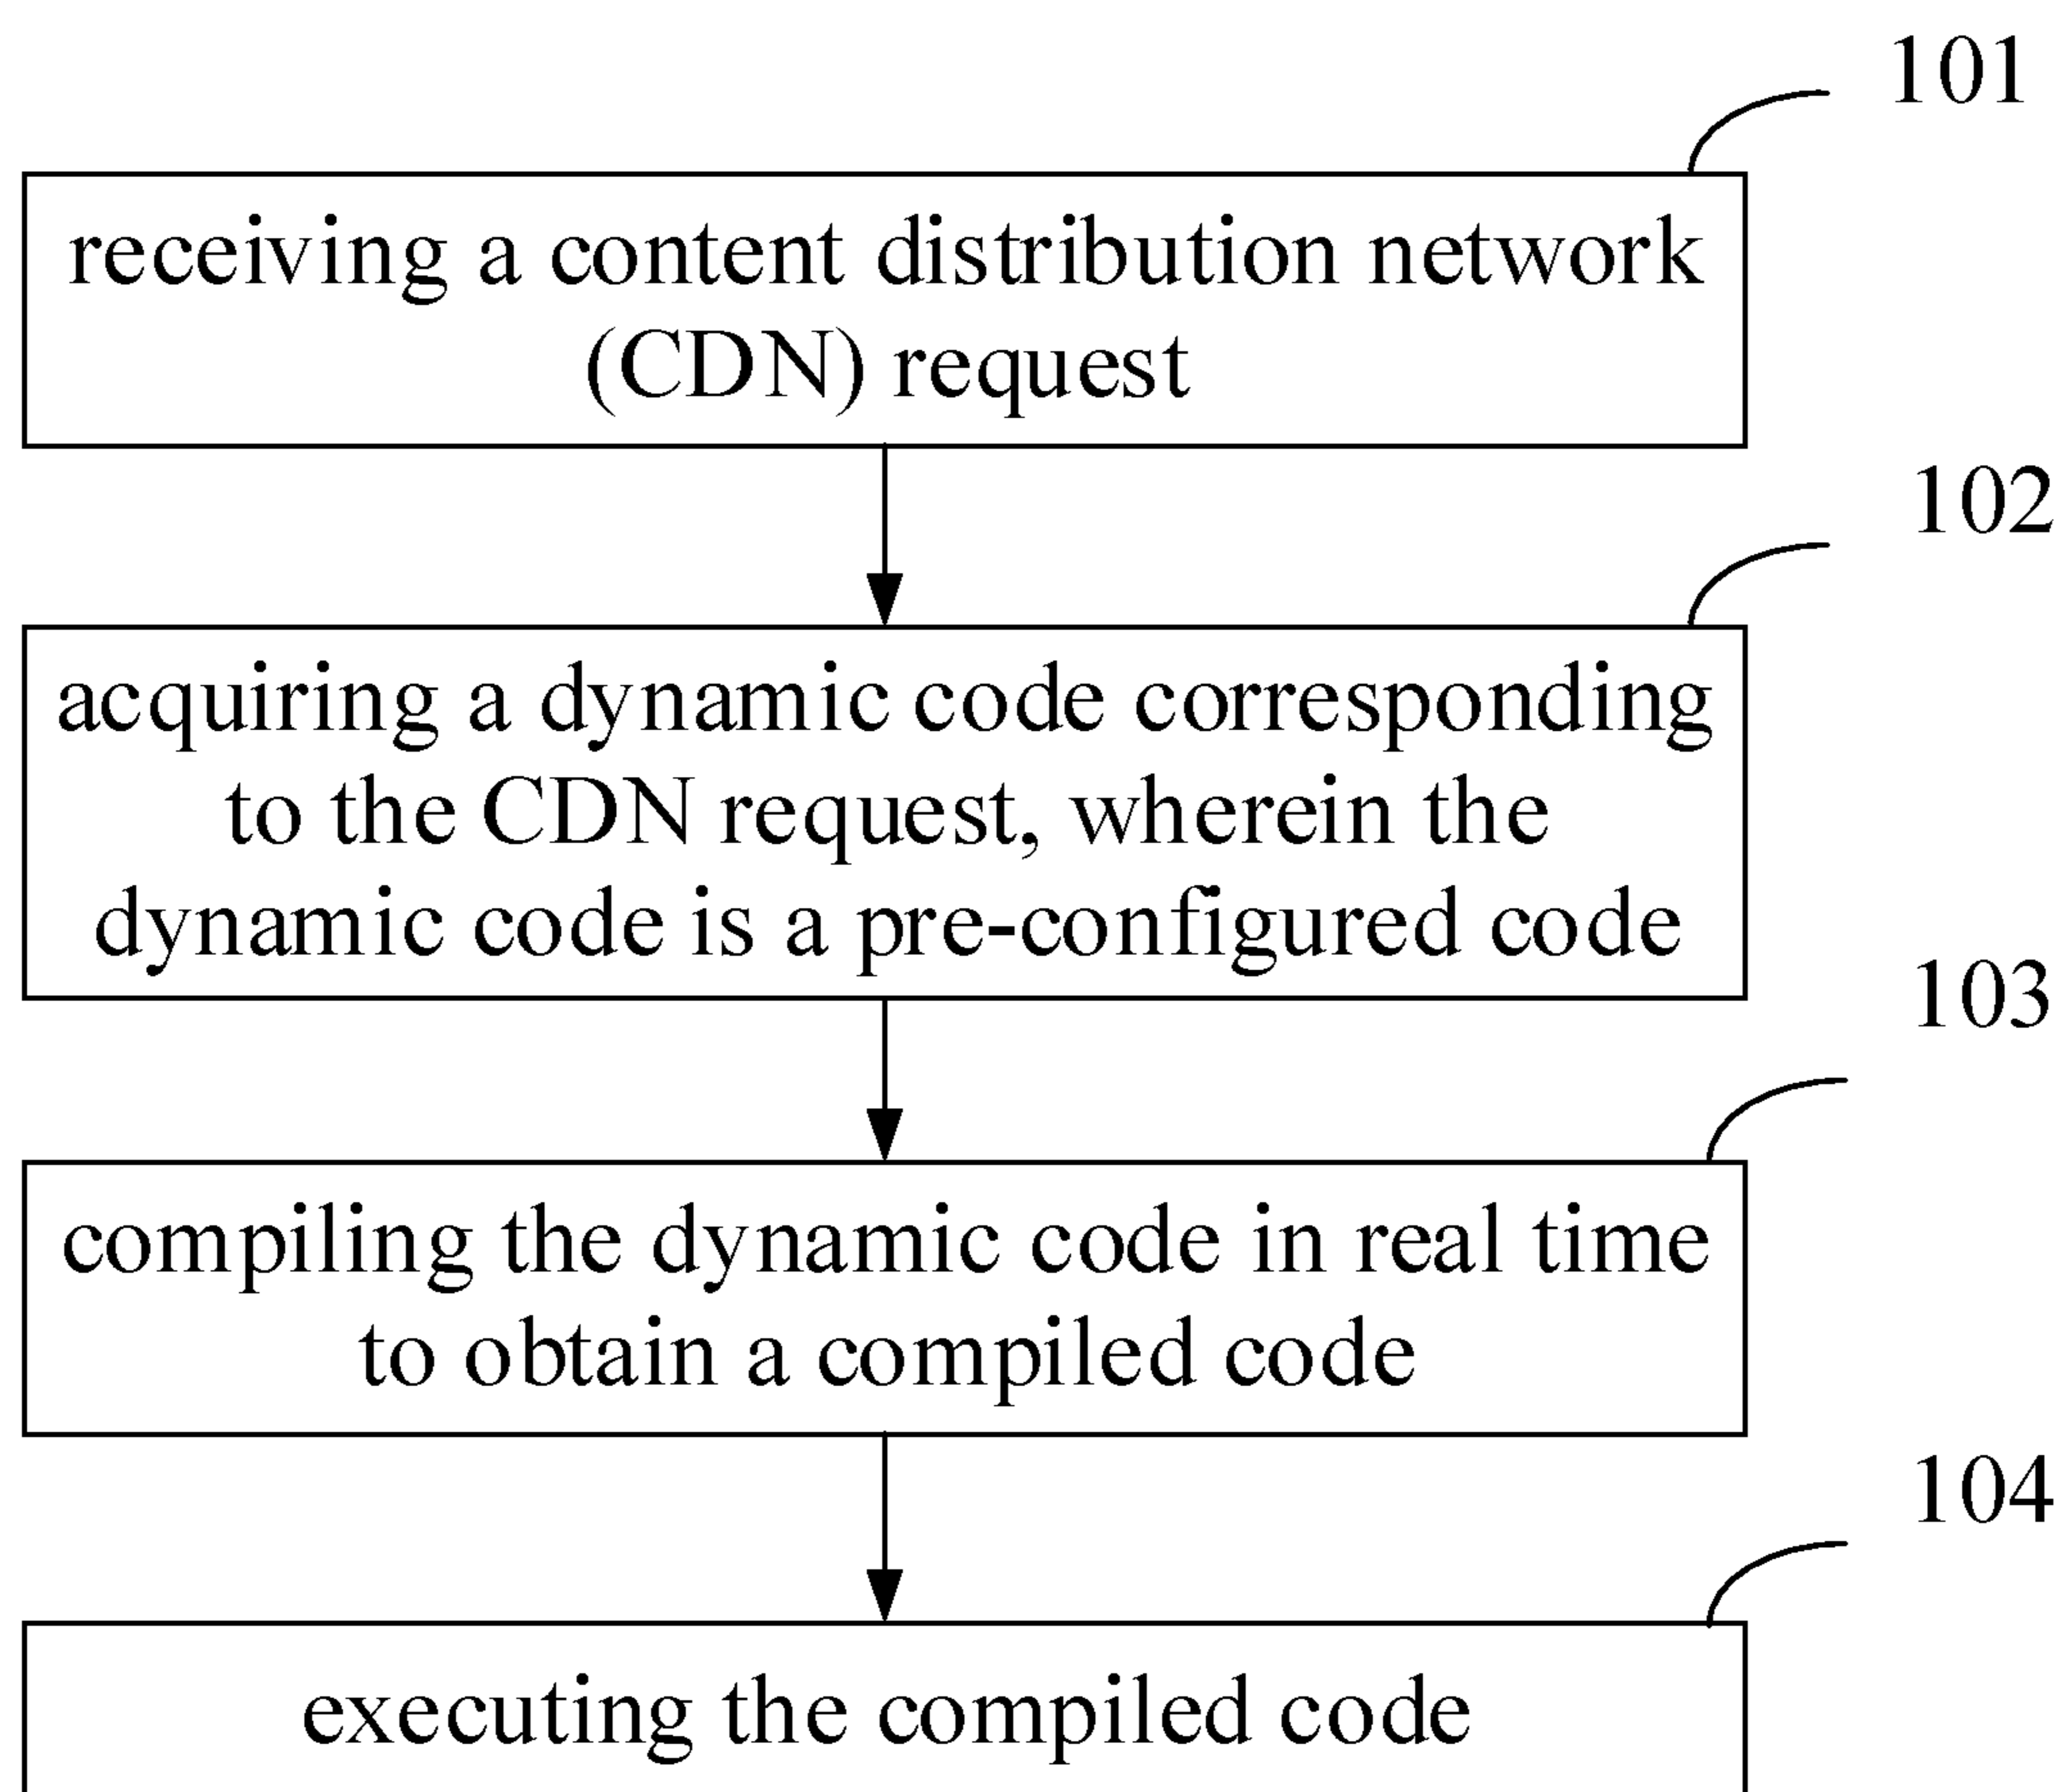 101
receiving a content distribution network
(CDN) request
102
acquiring a dynamic code corresponding
to the CDN request, wherein the
dynamic code is a pre-configured code
103
compiling the dynamic code in real time
to obtain a compiled code
104
executing the compiled code